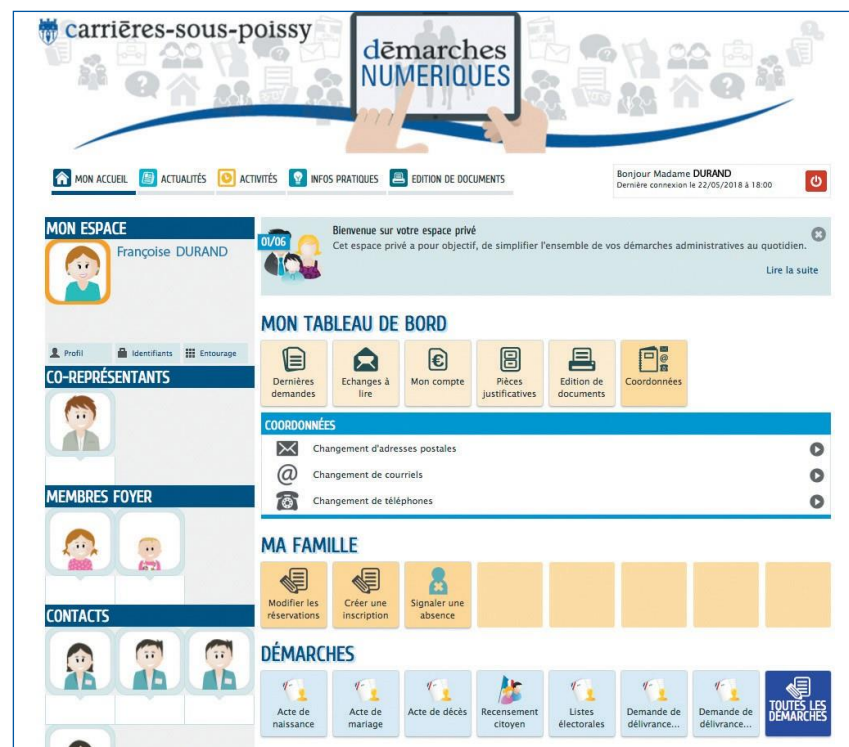 carrières-sous-poissy
démarches
NUMERIQUES
MON ACCUEIL
ACTUALITÉS
ACTIVITÉS
INFOS PRATIQUES
EDITION DE DOCUMENTS
Bonjour Madame DURAND
Dernière connexion le 22/05/2018 à 18:00
MON ESPACE
Françoise DURAND
Profil
Identifiants
Entourage
CO-REPRÉSENTANTS
MEMBRES FOYER
CONTACTS
01/06
Bienvenue sur votre espace privé
Cet espace privé a pour objectif, de simplifier l'ensemble de vos démarches administratives au quotidien.
Lire la suite
MON TABLEAU DE BORD
Dernières
demandes
Echanges à
lire
Mon compte
Pièces
justificatives
Edition de
documents
Coordonnées
COORDONNÉES
Changement d'adresses postales
Changement de courriels
Changement de téléphones
MA FAMILLE
Modifier les
réservations
Créer une
inscription
Signaler une
absence
DÉMARCHES
Acte de
naissance
Acte de
mariage
Acte de décès
Recensement
citoyen
Listes
électorales
Demande de
délivrance...
Demande de
délivrance...
TOUTES LES
DÉMARCHES